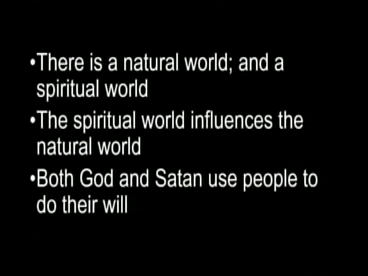 •There is a natural world; and a
spiritual world
•The spiritual world influences the
natural world
•Both God and Satan use people to
do their will